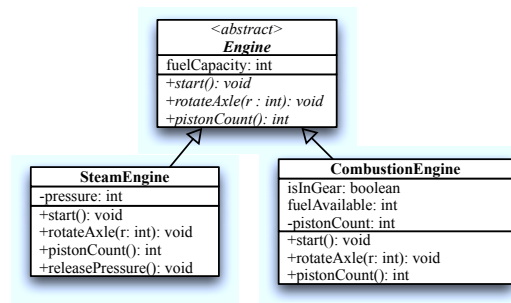 <abstract>
Engine
fuelCapacity: int
+start(): void
+rotateAxle(r : int): void
+pistonCount(): int
SteamEngine
-pressure: int
+start(): void
+rotateAxle(r: int): void
+pistonCount(): int
+releasePressure(): void
CombustionEngine
isInGear: boolean
fuelAvailable: int
-pistonCount: int
+start(): void
+rotateAxle(r: int): void
+pistonCount(): int